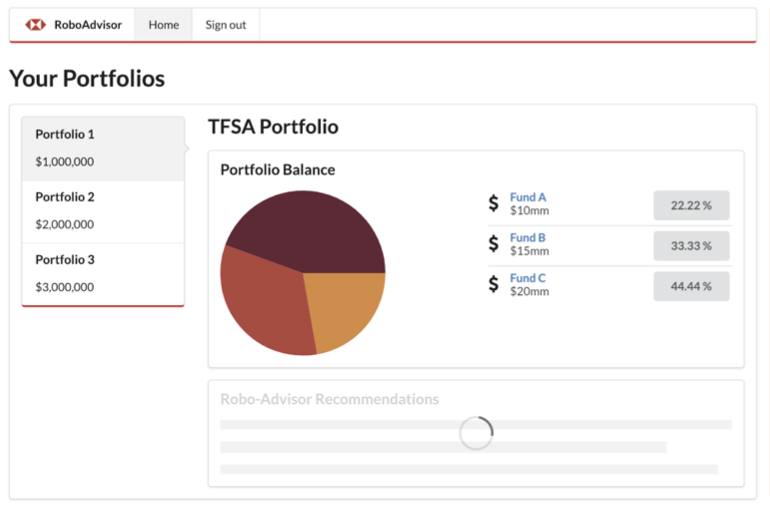 RoboAdvisor Home Sign out
Your Portfolios
Portfolio 1
$1,000,000
Portfolio 2
$2,000,000
Portfolio 3
$3,000,000
TFSA Portfolio
Portfolio Balance
$ Fund A
$10mm
22.22 %
$ Fund B
$15mm
33.33 %
$ Fund C
$20mm
44.44 %
Robo-Advisor Recommendations